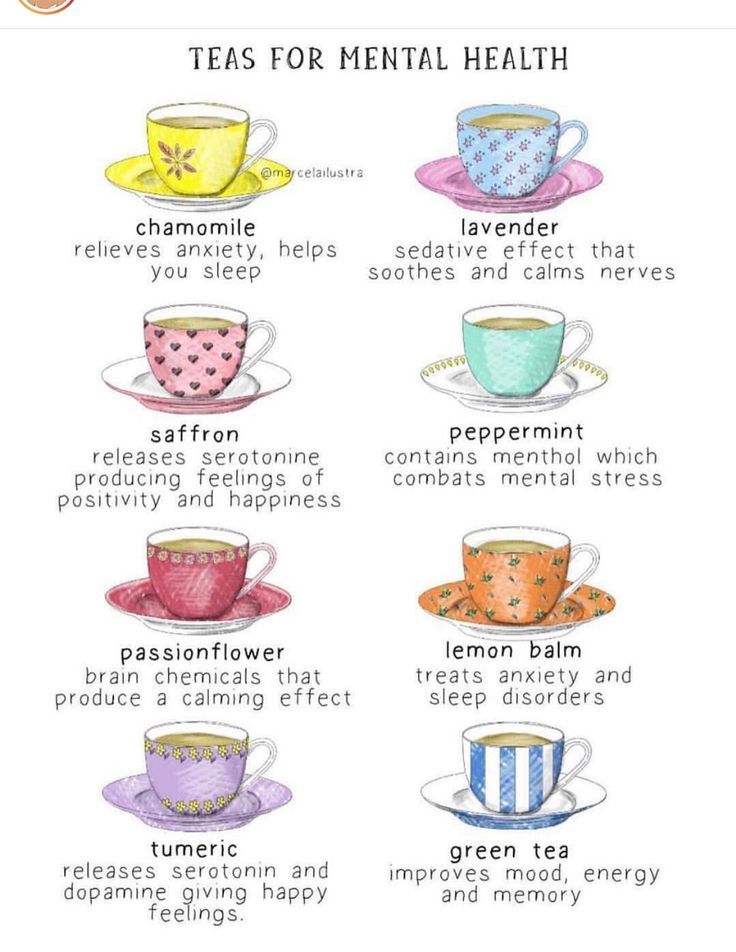 TEAS FOR MENTAL HEALTH
@marcelailustra
chamomile
relieves anxiety, helps
you sleep
lavender
sedative effect that
soothes and calms nerves
saffron
releases serotonine
producing feelings of
positivity and happiness
peppermint
contains menthol which
combats mental stress
passionflower
brain chemicals that
produce a calming effect
lemon balm
treats anxiety and
sleep disorders
tumeric
releases serotonin and
dopamine giving happy
feelings.
green tea
improves mood, energy
and memory